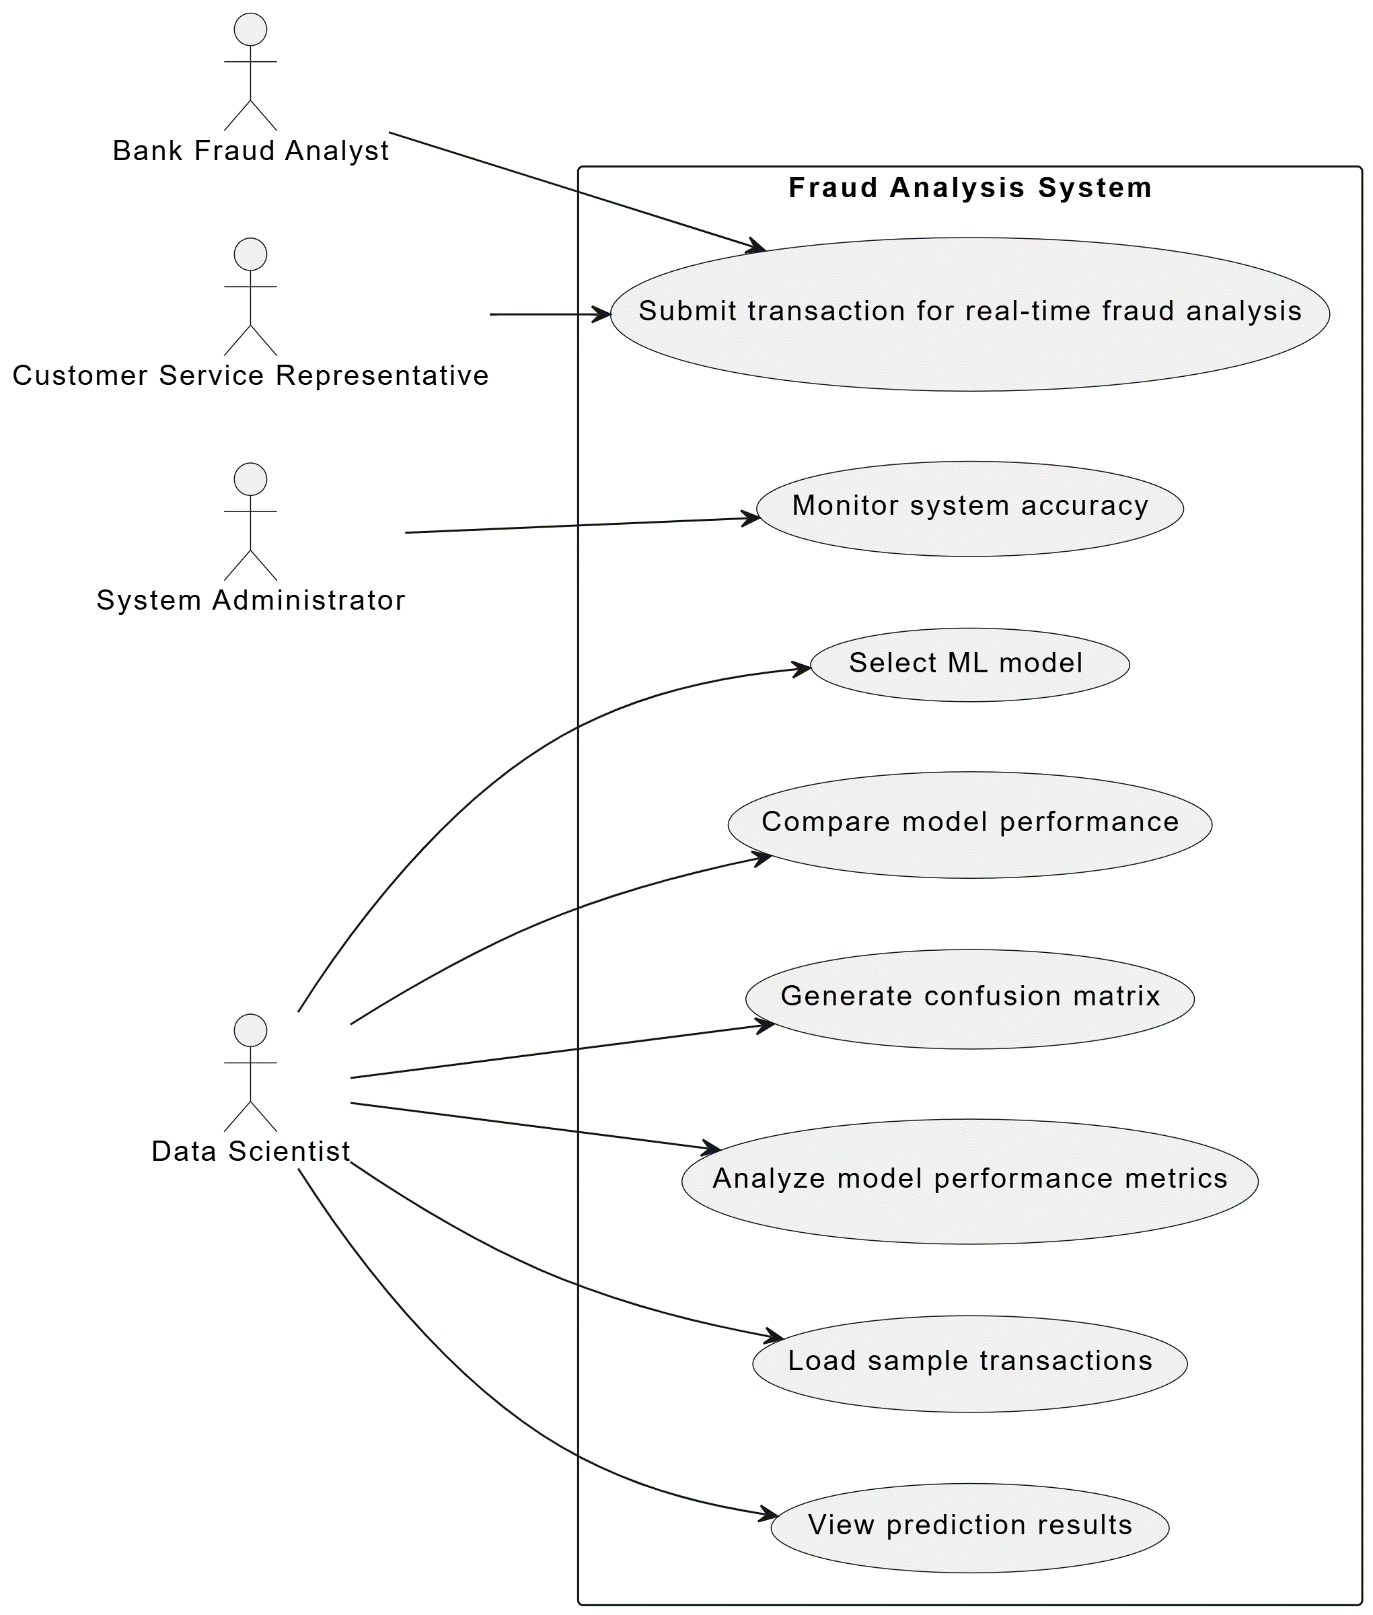 Bank Fraud Analyst
Fraud Analysis System
Submit transaction for real-time fraud analysis
Customer Service Representative
Monitor system accuracy
System Administrator
Select ML model
Compare model performance
Generate confusion matrix
Data Scientist
Analyze model performance metrics
Load sample transactions
View prediction results